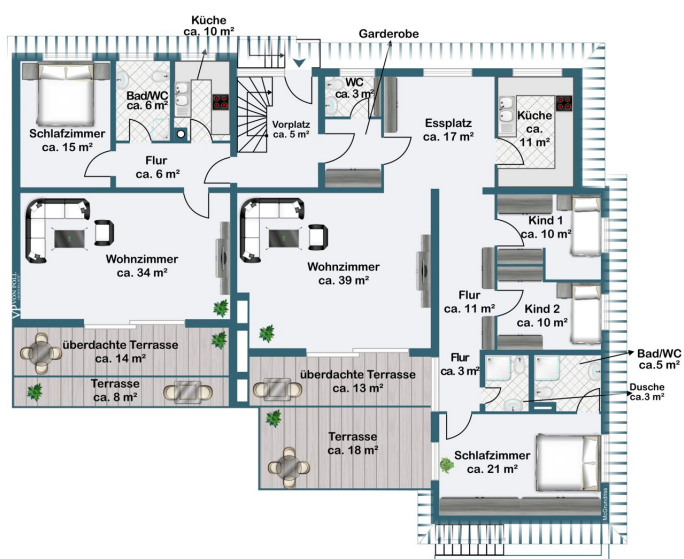 Küche
ca. 10 m²
Garderobe
Bad/WC
ca. 6 m²
WC
ca. 3 m²
Schlafzimmer
ca. 15 m²
Vorplatz
ca. 5 m²
Essplatz
ca. 17 m²
Küche
ca.
11 m²
Flur
ca. 6 m²
Kind 1
ca. 10 m²
Wohnzimmer
ca. 34 m²
Wohnzimmer
ca. 39 m²
Flur
ca. 11 m²
Kind 2
ca. 10 m²
VP VON POLL
überdachte Terrasse
ca. 14 m²
Terrasse
ca. 8 m²
überdachte Terrasse
ca. 13 m²
Flur
ca. 3 m²
Bad/WC
ca.5 m²
Dusche
ca.3 m²
Terrasse
ca. 18 m²
Schlafzimmer
ca. 21 m²
McGrundriss